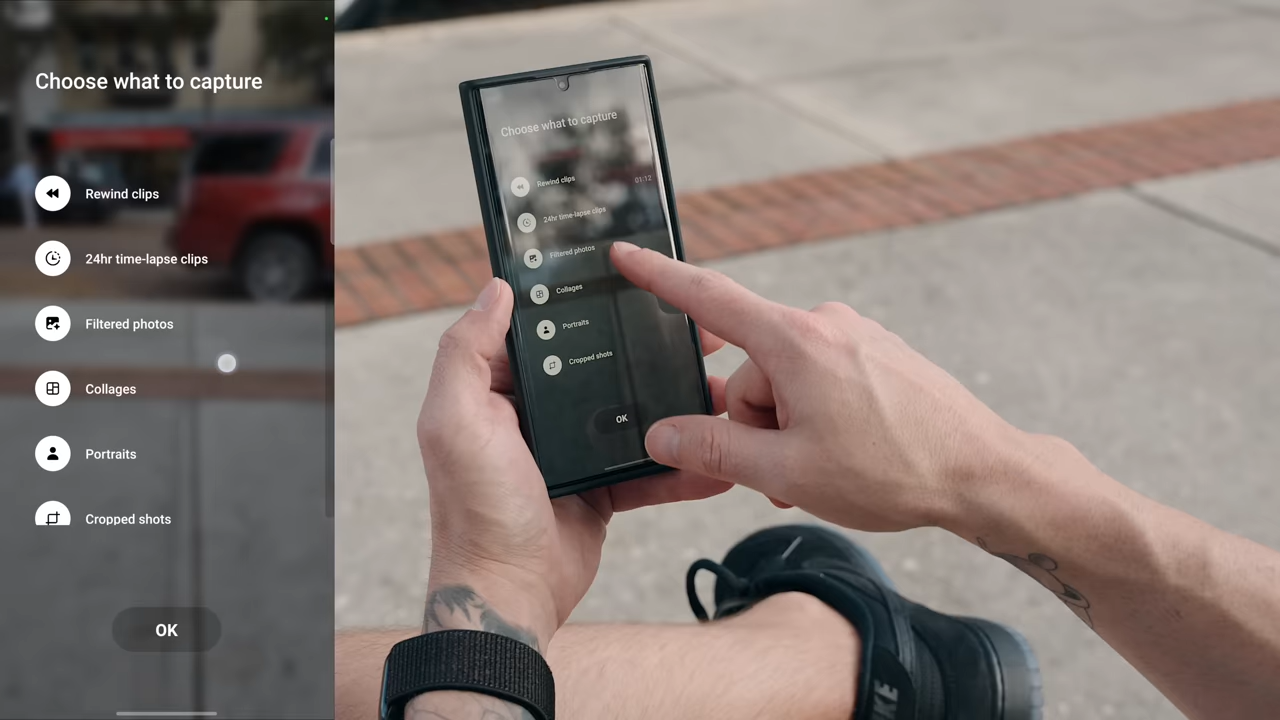 Choose what to capture
Rewind clips
24hr time-lapse clips
Filtered photos
Collages
Portraits
Cropped shots
OK
Choose what to capture
Rewind clips
01:12
24hr time-lapse clips
Filtered photos
Collages
Portraits
Cropped shots
OK